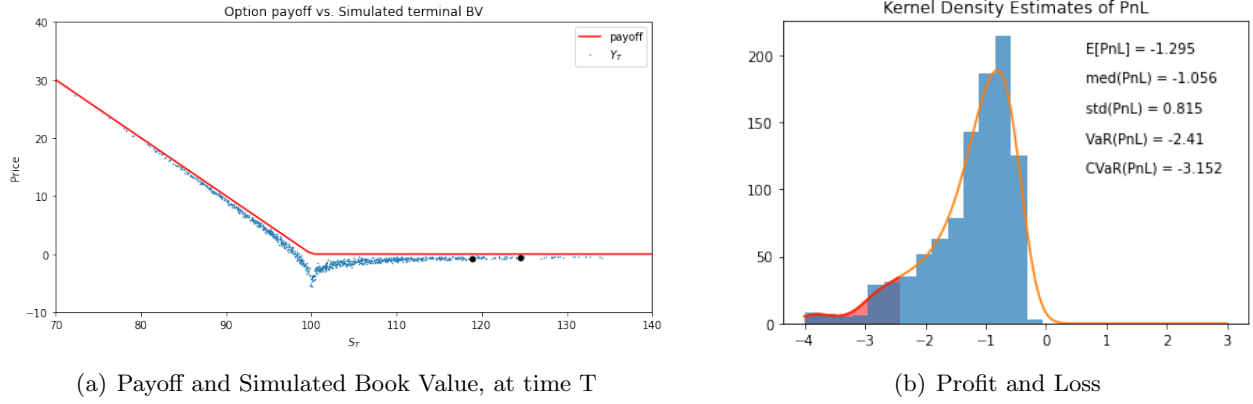 Option payoff vs. Simulated terminal BV
40
30
20
10
0
−10
Price
70
80
90
100
110
120
130
140
S_T
payoff
Y_T
(a) Payoff and Simulated Book Value, at time T
Kernel Density Estimates of PnL
200
150
100
50
0
−4
−3
−2
−1
0
1
2
3
E[PnL] = -1.295
med(PnL) = -1.056
std(PnL) = 0.815
VaR(PnL) = -2.41
CVaR(PnL) = -3.152
(b) Profit and Loss